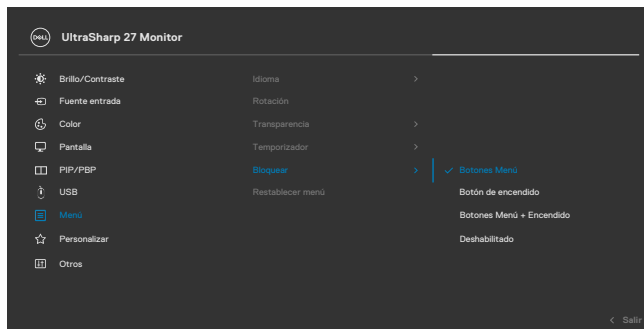 DELL UltraSharp 27 Monitor
Brillo/Contraste
Idioma
Fuente entrada
Rotación
Color
Transparencia
Pantalla
Temporizador
PIP/PBP
Bloquear
Botones Menú
USB
Restablecer menú
Botón de encendido
Menú
Botones Menú + Encendido
Personalizar
Deshabilitado
Otros
Salir